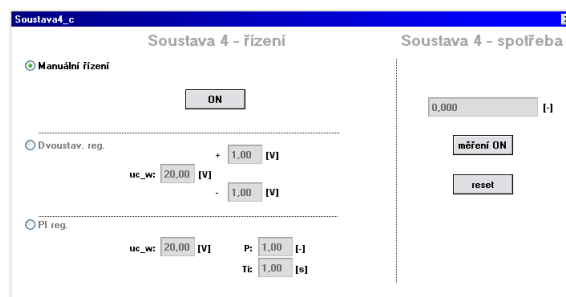 Soustava4_c
Soustava 4 - řízení
Soustava 4 - spotřeba
Manuální řízení
ON
0,000 [-]
měření ON
reset
Dvoustav. reg.
+ 1,00 [V]
uc_w: 20,00 [V]
- 1,00 [V]
PI reg.
uc_w: 20,00 [V] P: 1,00 [-]
Ti: 1,00 [s]